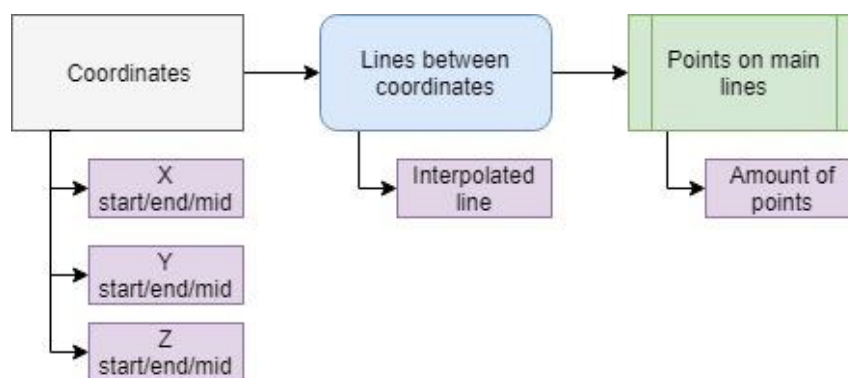 Coordinates
Lines between
coordinates
Points on main
lines
X
start/end/mid
Interpolated
line
Amount of
points
Y
start/end/mid
Z
start/end/mid